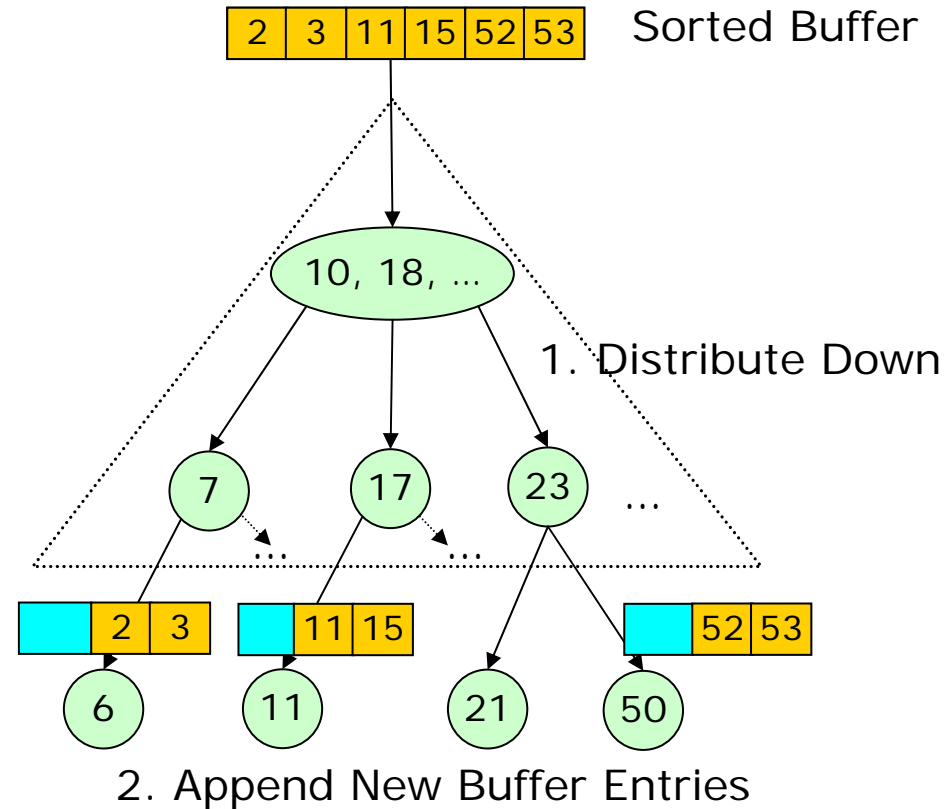 2 3 11 15 52 53 Sorted Buffer
10, 18, ...
1. Distribute Down
7 17 23 ...
... ...
2 3 11 15 52 53
6 11 21 50
2. Append New Buffer Entries